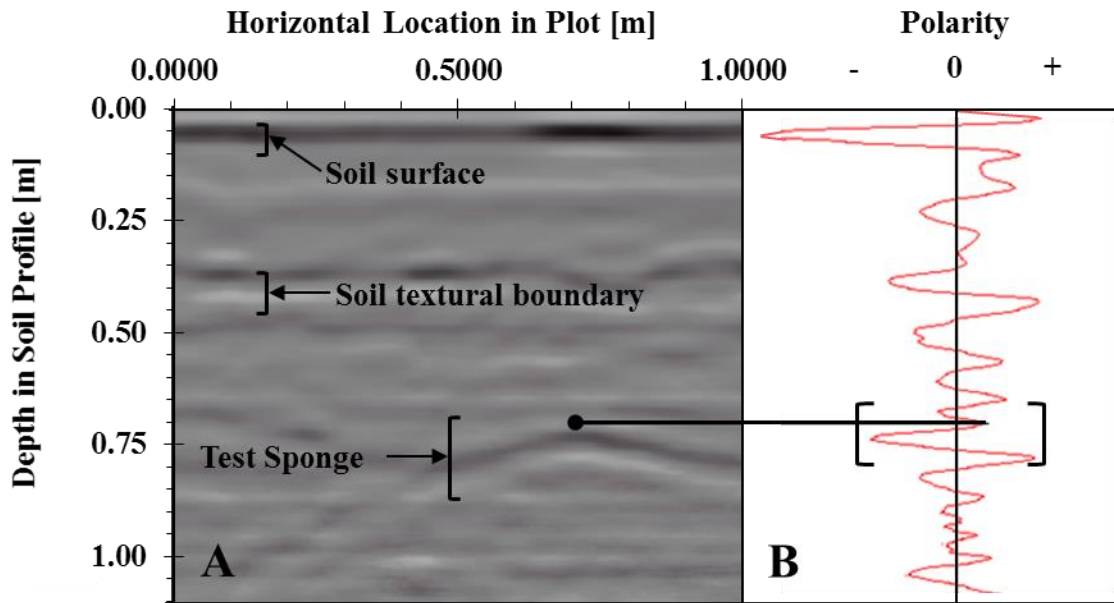 Horizontal Location in Plot [m]
Polarity
0.0000 0.5000 1.0000
- 0 +
Depth in Soil Profile [m]
0.00
0.25
0.50
0.75
1.00
Soil surface
Soil textural boundary
Test Sponge
A
B